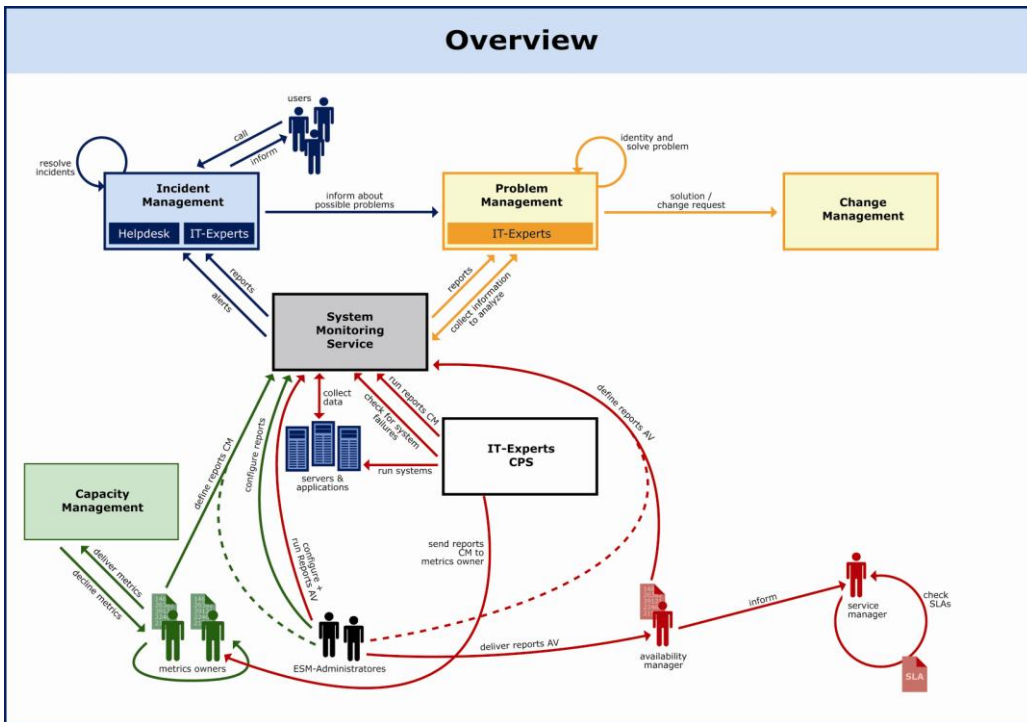 Overview
users
call
inform
resolve
incidents
Incident
Management
Helpdesk
IT-Experts
inform about
possible problems
identity and
solve problem
Problem
Management
IT-Experts
solution /
change request
Change
Management
reports
alerts
reports
collect information
to analyze
System
Monitoring
Service
collect
data
run reports CM
check for system
failures
define reports AV
define reports CM
configure reports
servers &
applications
run systems
IT-Experts
CPS
Capacity
Management
deliver metrics
decline metrics
configure +
run Reports AV
send reports
CM to
metrics owner
metrics owners
ESM-Administratores
deliver reports AV
availability
manager
inform
service
manager
check
SLAs
SLA